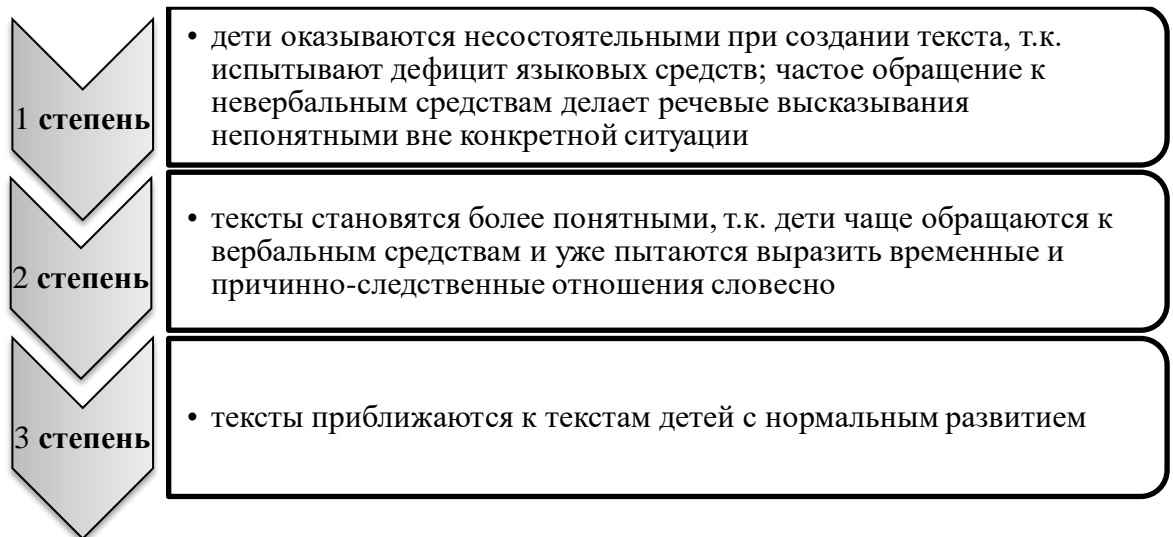 1 степень
• дети оказываются несостоятельными при создании текста, т.к.
испытывают дефицит языковых средств; частое обращение к
невербальным средствам делает речевые высказывания
непонятными вне конкретной ситуации
2 степень
• тексты становятся более понятными, т.к. дети чаще обращаются к
вербальным средствам и уже пытаются выразить временные и
причинно-следственные отношения словесно
3 степень
• тексты приближаются к текстам детей с нормальным развитием